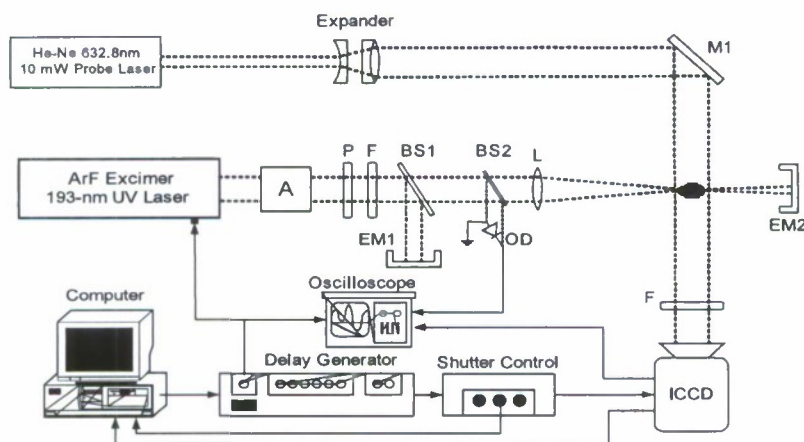 Expander
He-Ne 632.8nm
10 mW Probe Laser
M1
ArF Excimer
193-nm UV Laser
A
P
F
BS1
BS2
L
EM1
OD
EM2
Oscilloscope
Computer
F
Delay Generator
Shutter Control
ICCD